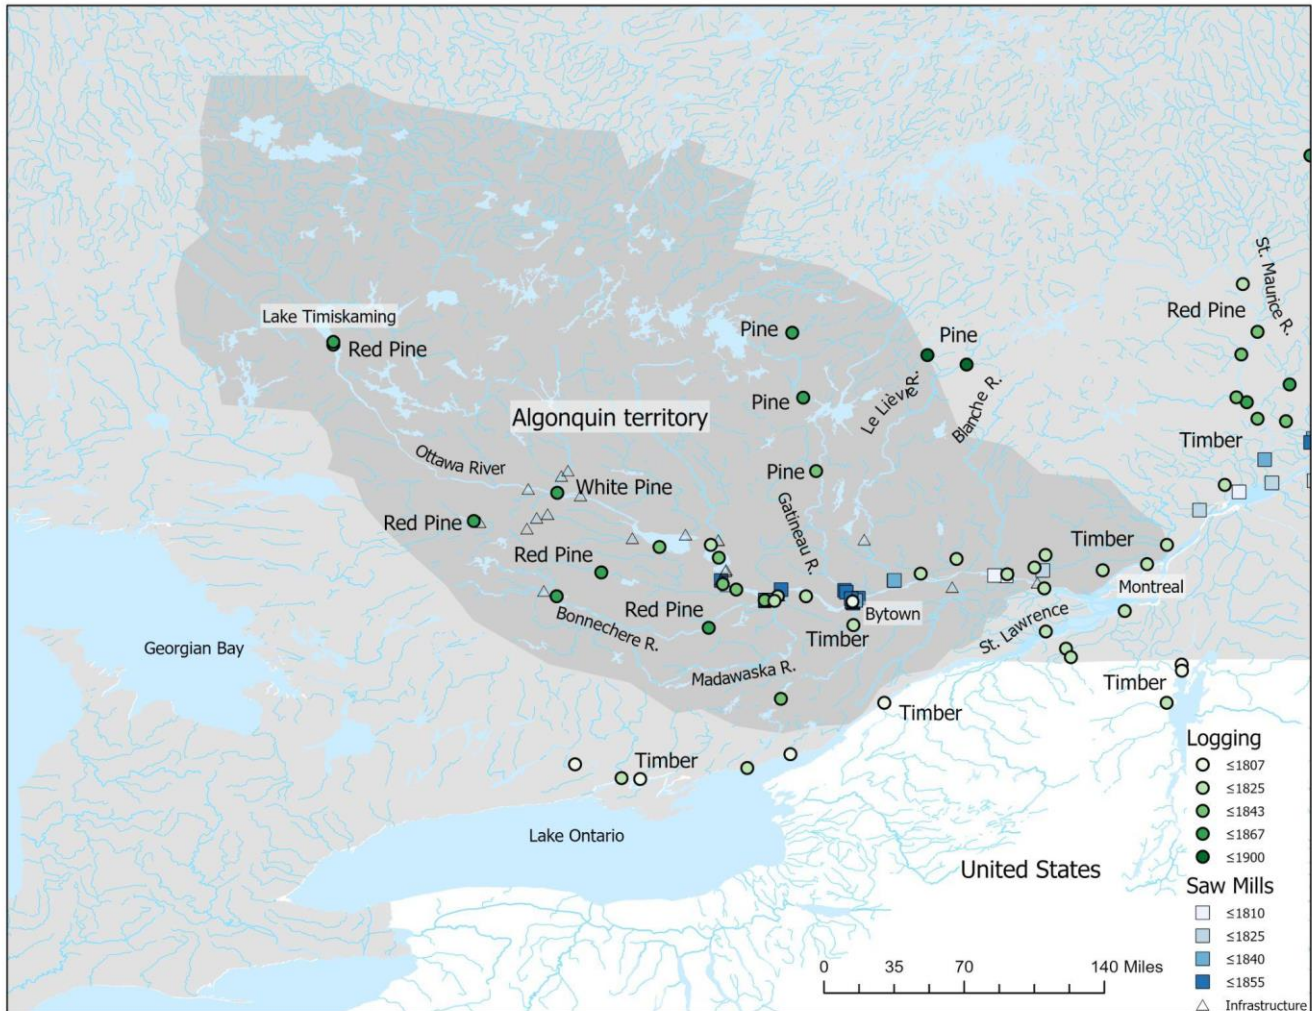 St. Maurice R.
Red Pine
Lake Timiskaming
Red Pine
Pine
Pine
Le Lièvre R.
Blanche R.
Pine
Algonquin territory
Timber
Ottawa River
White Pine
Pine
Gatineau R.
Red Pine
Red Pine
Timber
Montreal
Bonnechere R.
Red Pine
Bytown
Timber
St. Lawrence
Georgian Bay
Madawaska R.
Timber
Timber
Timber
Lake Ontario
United States
Logging
≤1807
≤1825
≤1843
≤1867
≤1900
Saw Mills
≤1810
≤1825
≤1840
≤1855
Infrastructure
0 35 70 140 Miles